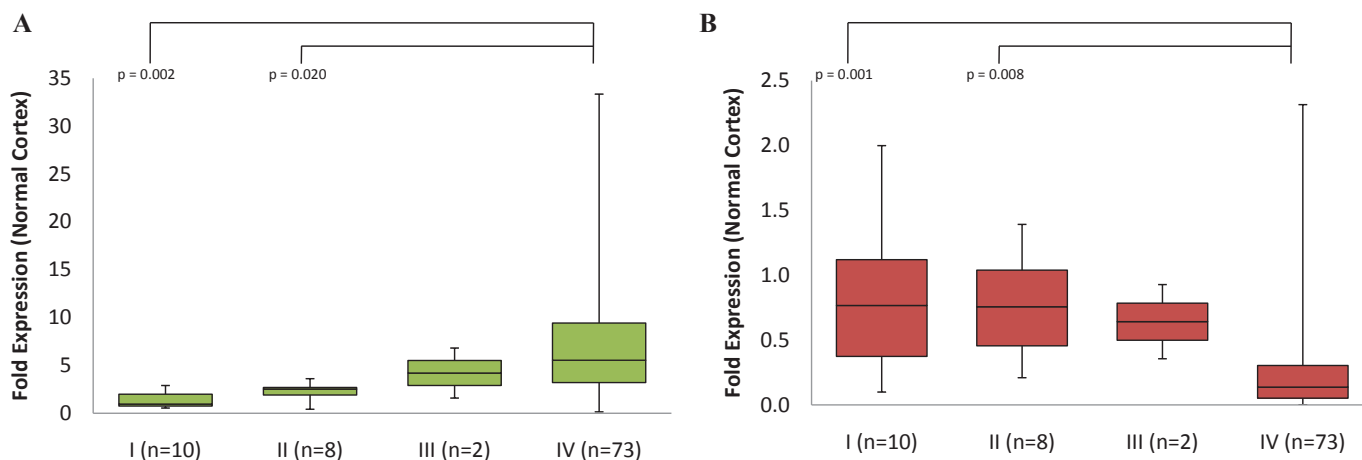 A
p = 0.002
p = 0.020
Fold Expression (Normal Cortex)
35
30
25
20
15
10
5
0
I (n=10)
II (n=8)
III (n=2)
IV (n=73)
B
p = 0.001
p = 0.008
Fold Expression (Normal Cortex)
2.5
2.0
1.5
1.0
0.5
0.0
I (n=10)
II (n=8)
III (n=2)
IV (n=73)